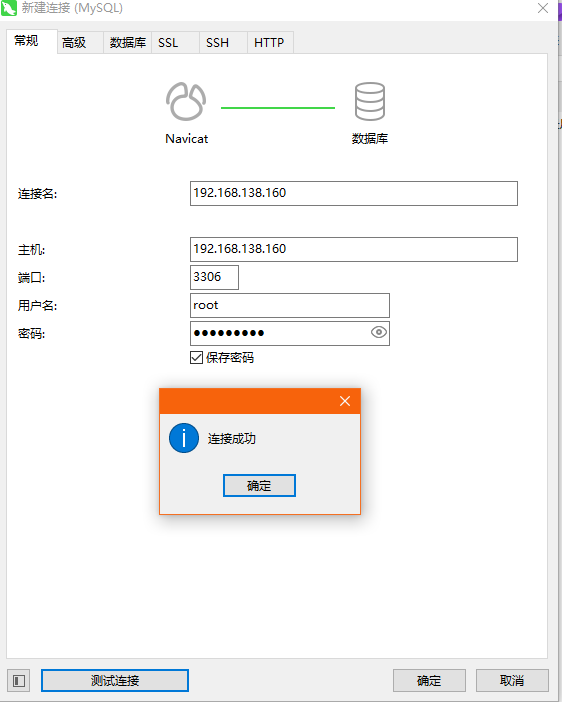 新建连接 (MySQL)
常规 高级 数据库 SSL SSH HTTP
Navicat 数据库
连接名: 192.168.138.160
主机: 192.168.138.160
端口: 3306
用户名: root
密码: ●●●●●●●●●
保存密码
连接成功
确定
测试连接 确定 取消